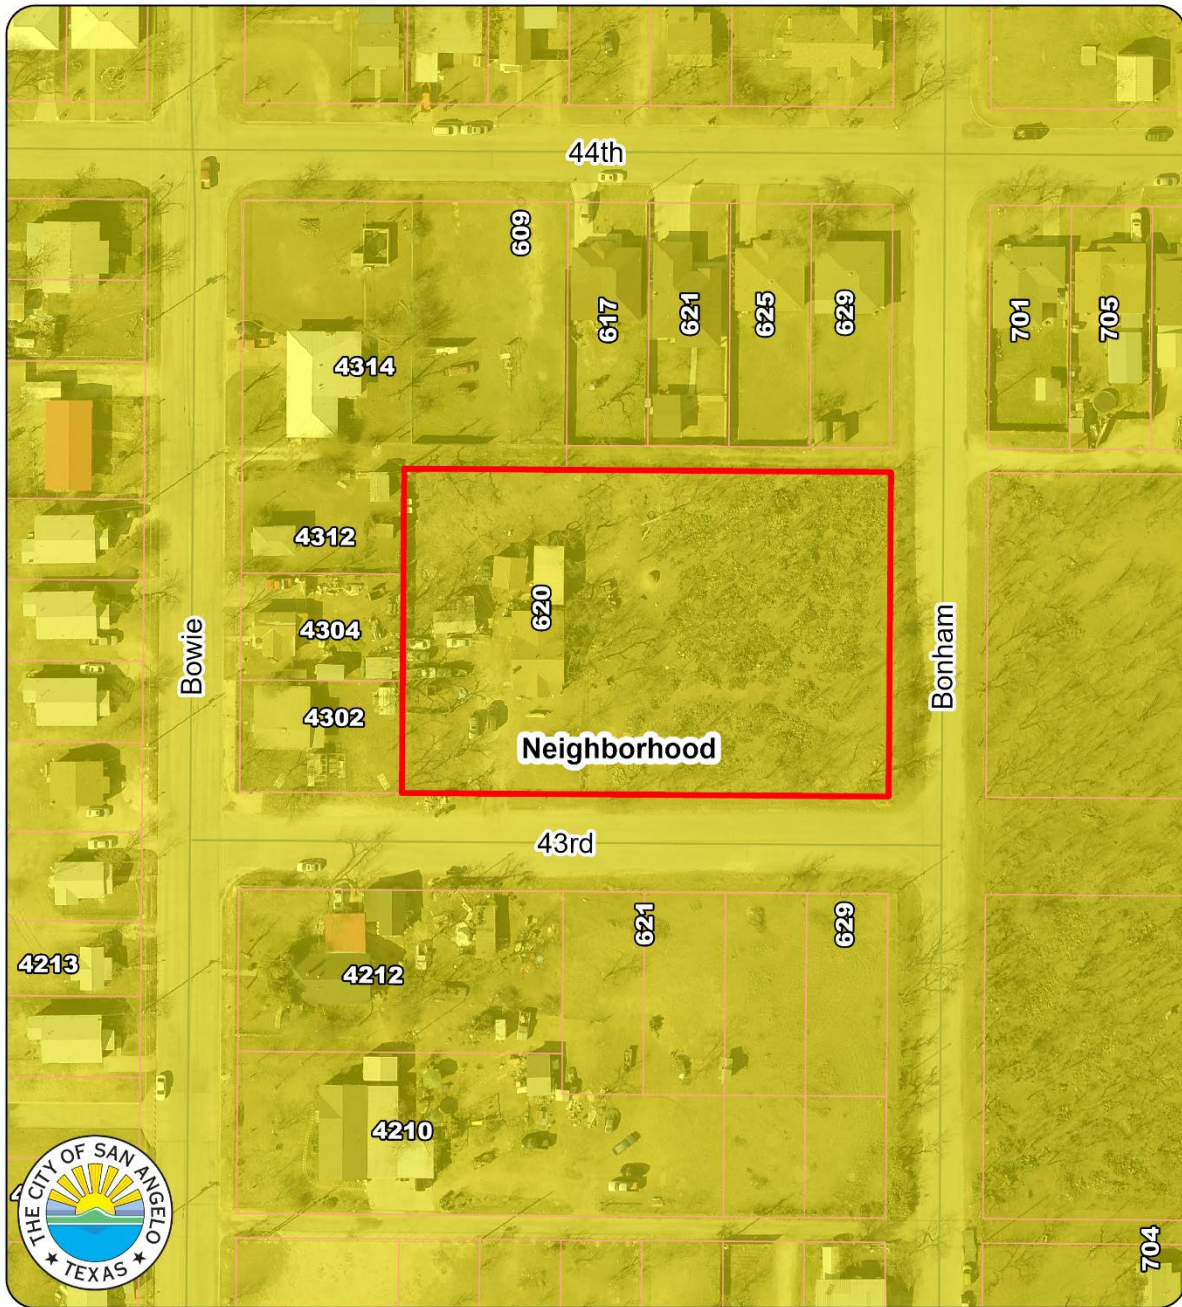 44th
609
617
621
625
629
701
705
4314
4312
620
4304
Bowie
Bonham
4302
Neighborhood
43rd
621
629
4213
4212
4210
THE CITY OF SAN ANGELO
★ TEXAS ★
704